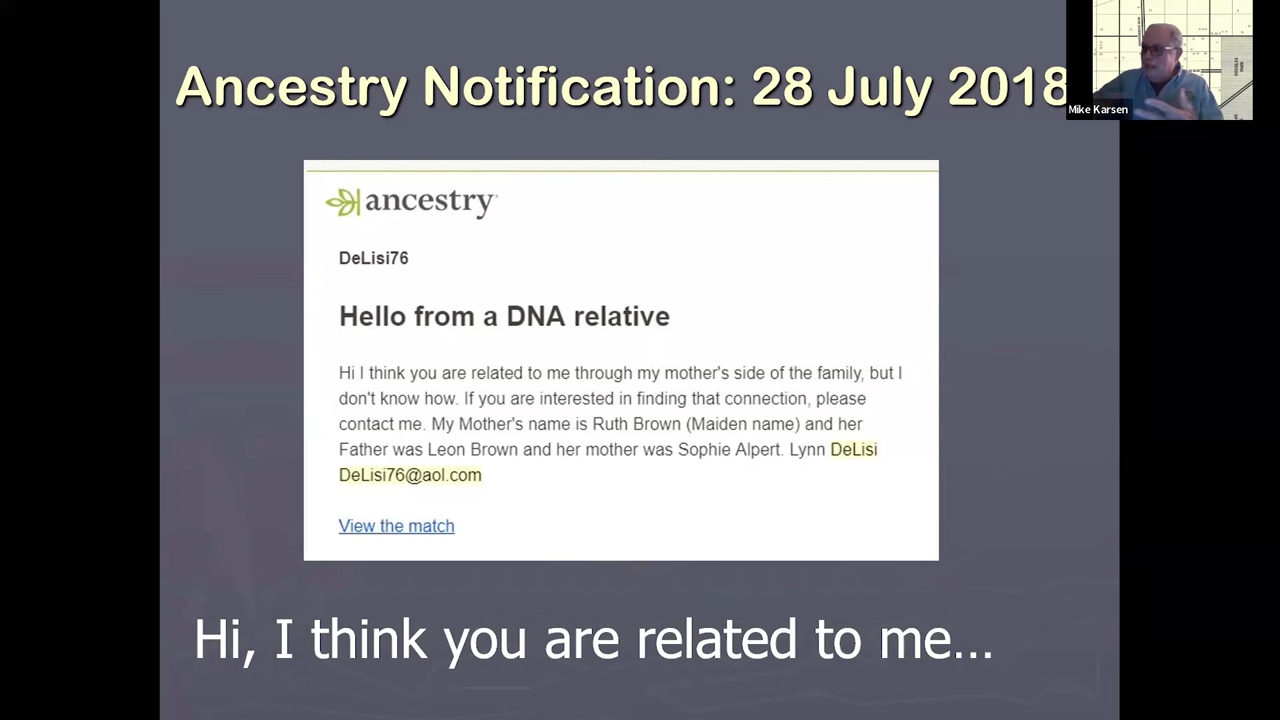 Ancestry Notification: 28 July 2018
Mike Karsen
ancestry
DeLisi76
Hello from a DNA relative
Hi I think you are related to me through my mother's side of the family, but I
don't know how. If you are interested in finding that connection, please
contact me. My Mother's name is Ruth Brown (Maiden name) and her
Father was Leon Brown and her mother was Sophie Alpert. Lynn DeLisi
DeLisi76@aol.com
View the match
Hi, I think you are related to me...